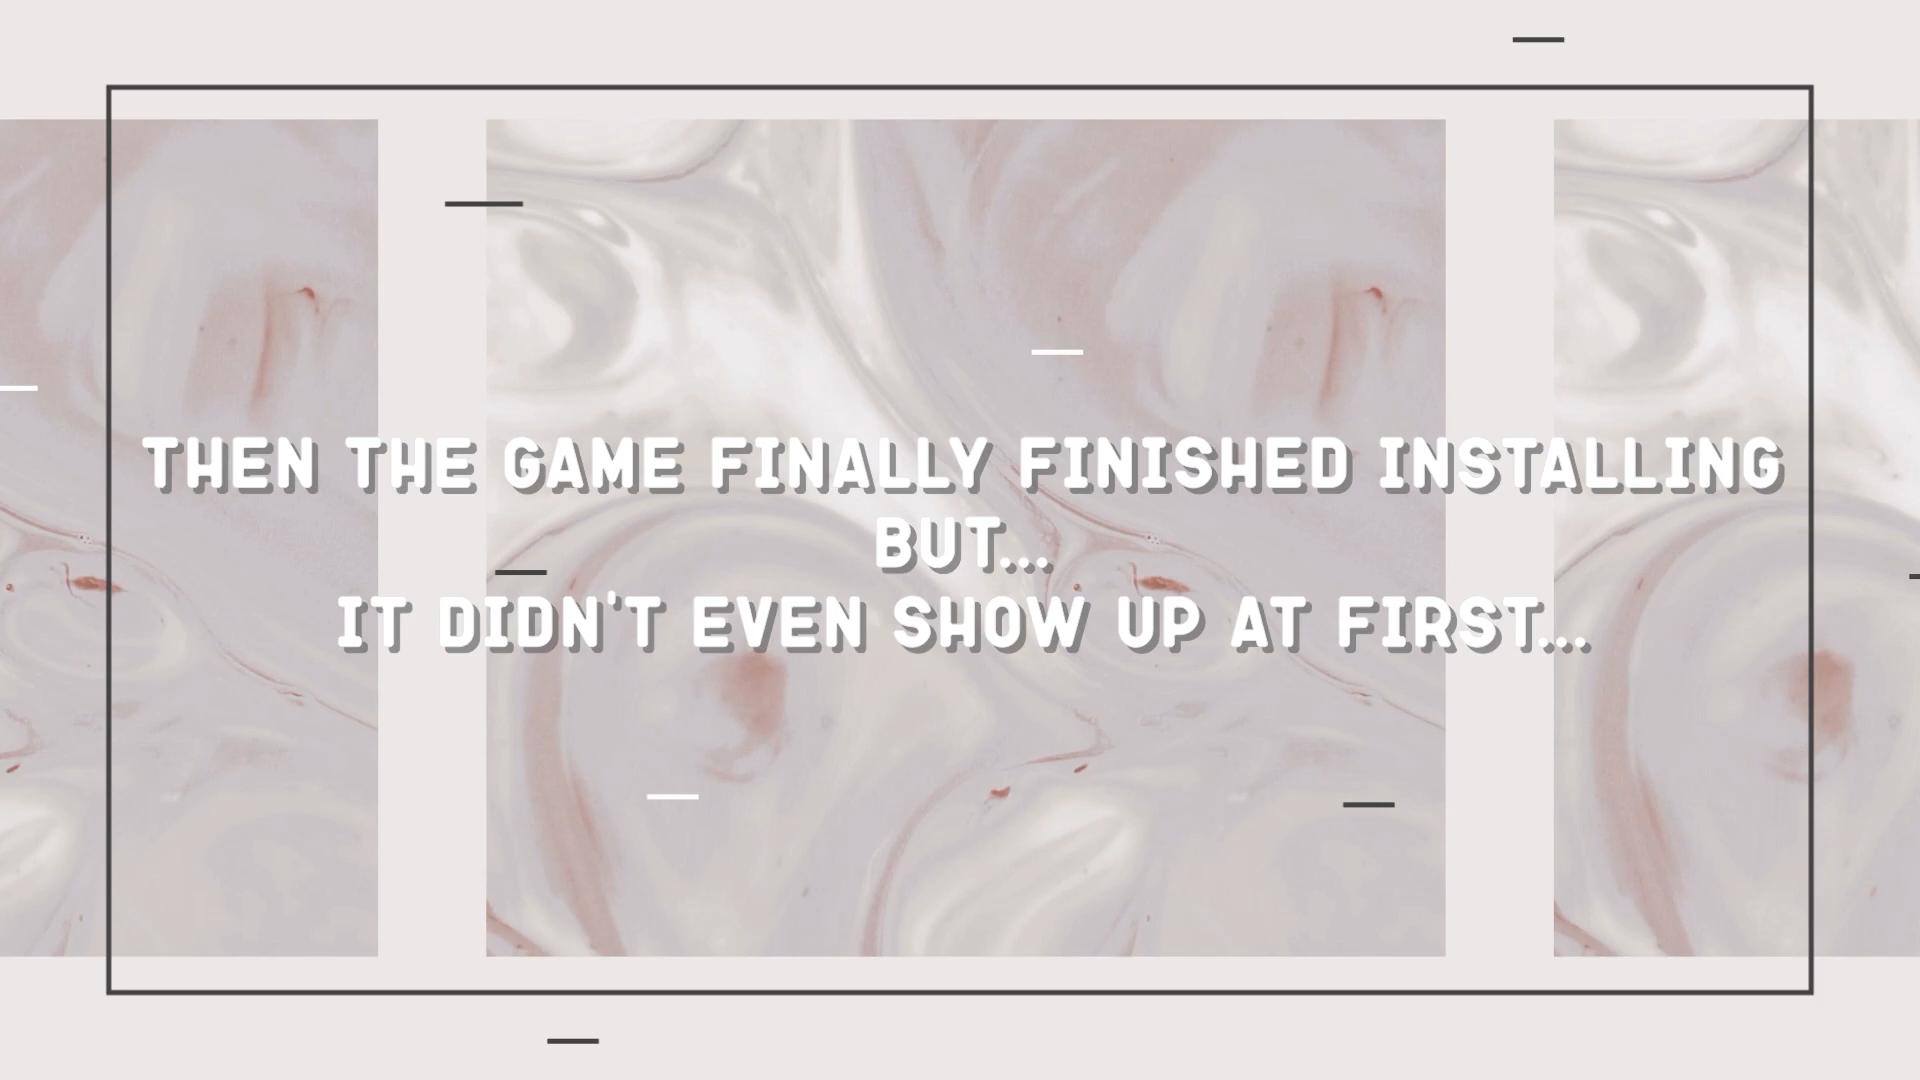 THEN THE GAME FINALLY FINISHED INSTALLING
BUT...
IT DIDN'T EVEN SHOW UP AT FIRST...